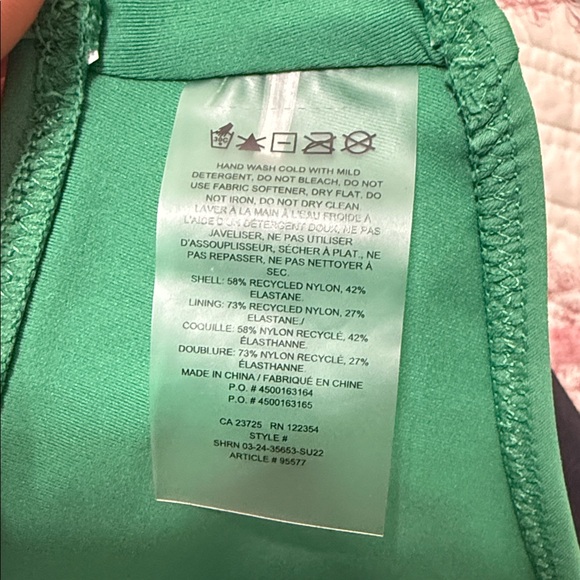 HAND WASH COLD WITH MILD
DETERGENT, DO NOT BLEACH, DO NOT
USE FABRIC SOFTENER, DRY FLAT, DO
NOT IRON, DO NOT DRY CLEAN.
LAVER À LA MAIN À L'EAU FROIDE À
L'AIDE D'UN DÉTERGENT DOUX, NE PAS
JAVELISER, NE PAS UTILISER
D'ASSOUPLISSEUR, SÉCHER À PLAT., NE
PAS REPASSER, NE PAS NETTOYER À
SEC.
SHELL: 58% RECYCLED NYLON, 42%
ELASTANE.
LINING: 73% RECYCLED NYLON, 27%
ELASTANE./
COQUILLE: 58% NYLON RECYCLÉ, 42%
ÉLASTHANNE.
DOUBLURE: 73% NYLON RECYCLÉ, 27%
ÉLASTHANNE.
MADE IN CHINA / FABRIQUÉ EN CHINE
P.O. # 4500163164
P.O. # 4500163165
CA 23725 RN 122354
STYLE #
SHRN 03-24-35653-SU22
ARTICLE # 95577